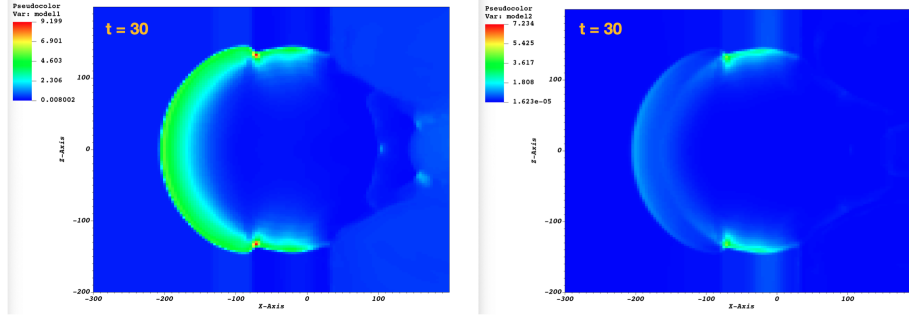 Pseudocolor
Var: model1
9.199
6.901
4.603
2.306
0.008002
t = 30
100
0
-100
-200
Z-Axis
-300
-200
-100
0
100
X-Axis
Pseudocolor
Var: model2
7.234
5.425
3.617
1.808
1.623e-05
t = 30
100
0
-100
-200
Z-Axis
-300
-200
-100
0
100
X-Axis